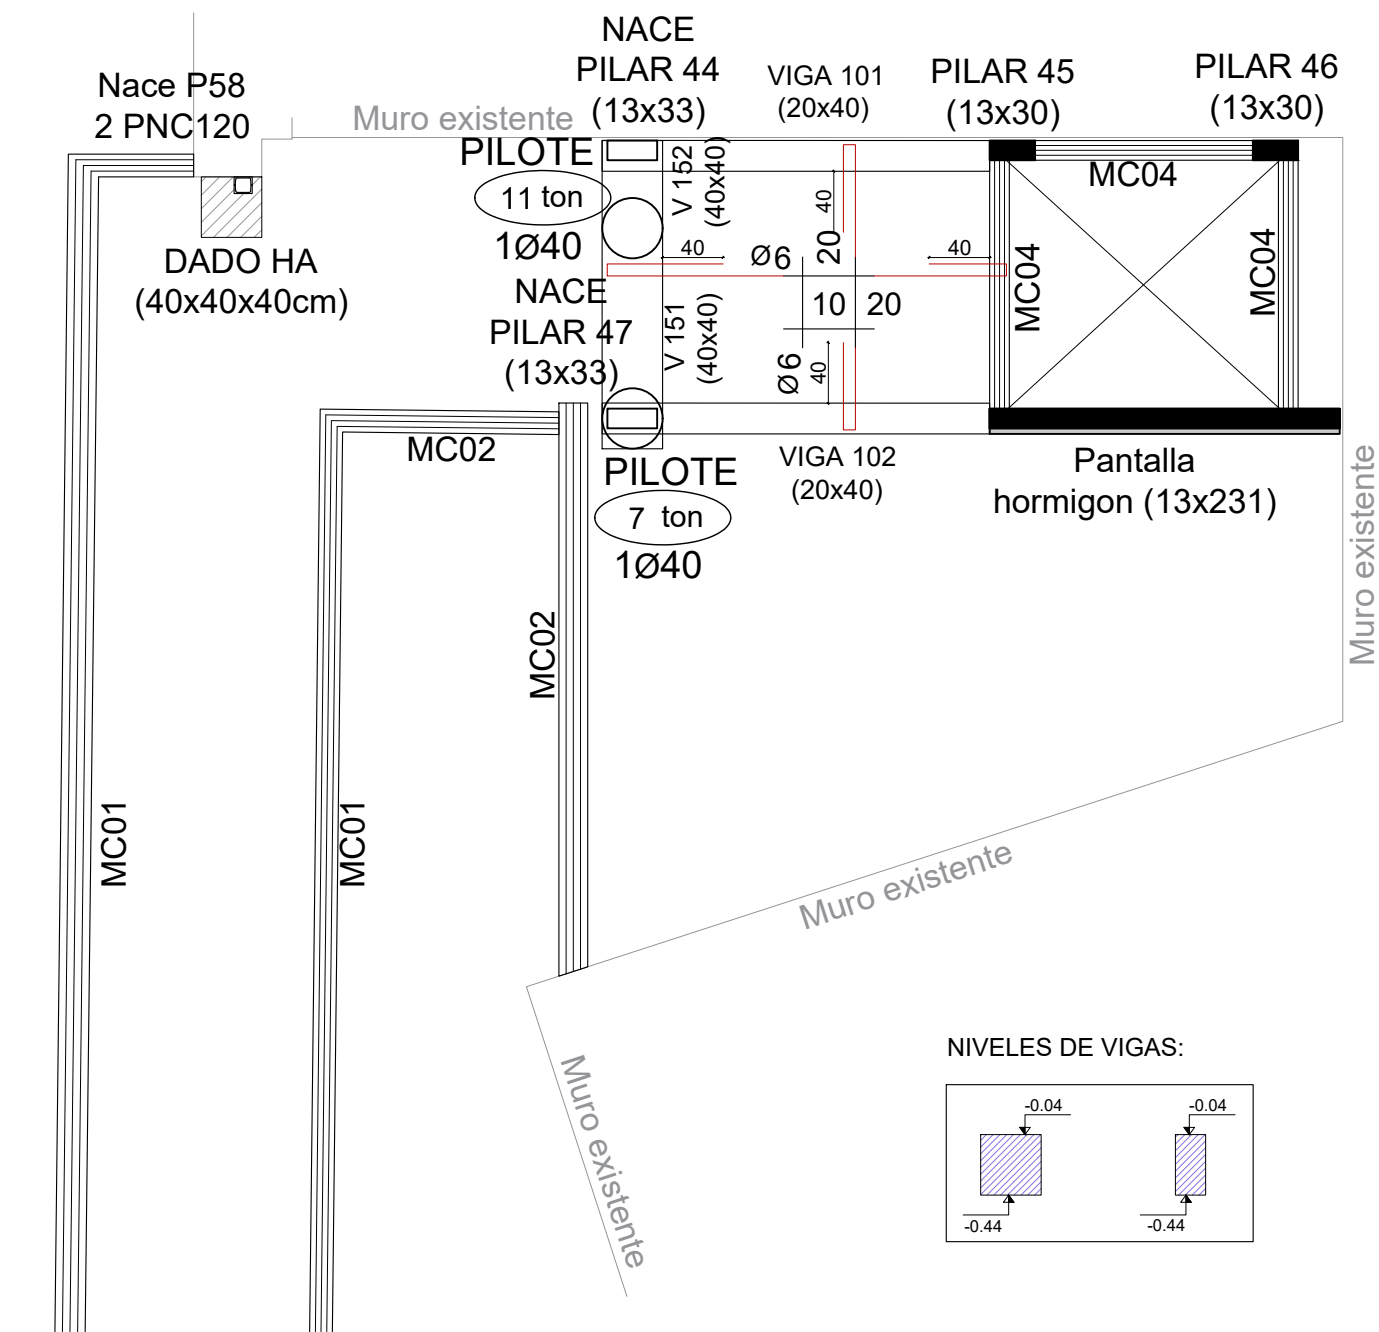 NACE
PILAR 44
(13x33)
VIGA 101
(20x40)
PILAR 45
(13x30)
PILAR 46
(13x30)
Nace P58
2 PNC120
Muro existente
PILOTE
11 ton
1Ø40
V 152
(40x40)
MC04
MC04
MC04
DADO HA
(40x40x40cm)
NACE
PILAR 47
(13x33)
V 151
(40x40)
40
40
40
40
Ø6
20
10
20
Ø6
MC02
PILOTE
7 ton
1Ø40
VIGA 102
(20x40)
Pantalla
hormigon (13x231)
Muro existente
MC02
MC01
MC01
Muro existente
Muro existente
NIVELES DE VIGAS:
-0.04
-0.04
-0.44
-0.44